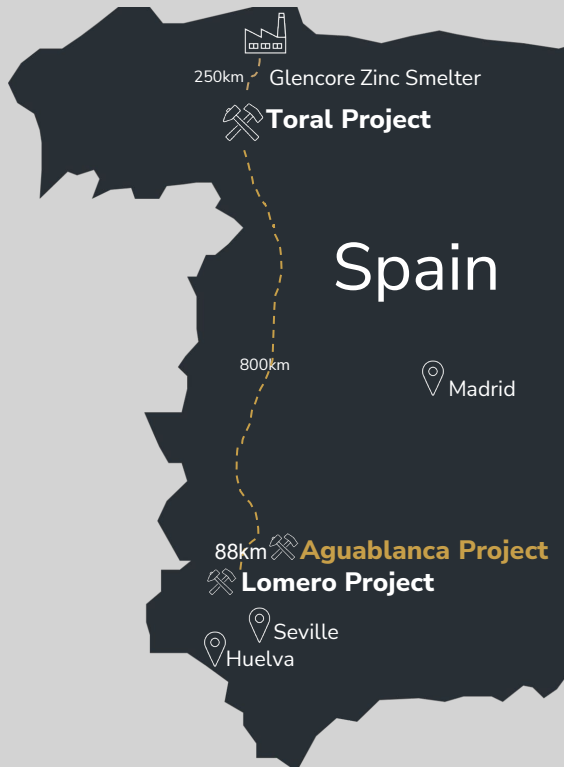 250km
Glencore Zinc Smelter
Toral Project
Spain
800km
Madrid
88km
Aguablanca Project
Lomero Project
Seville
Huelva